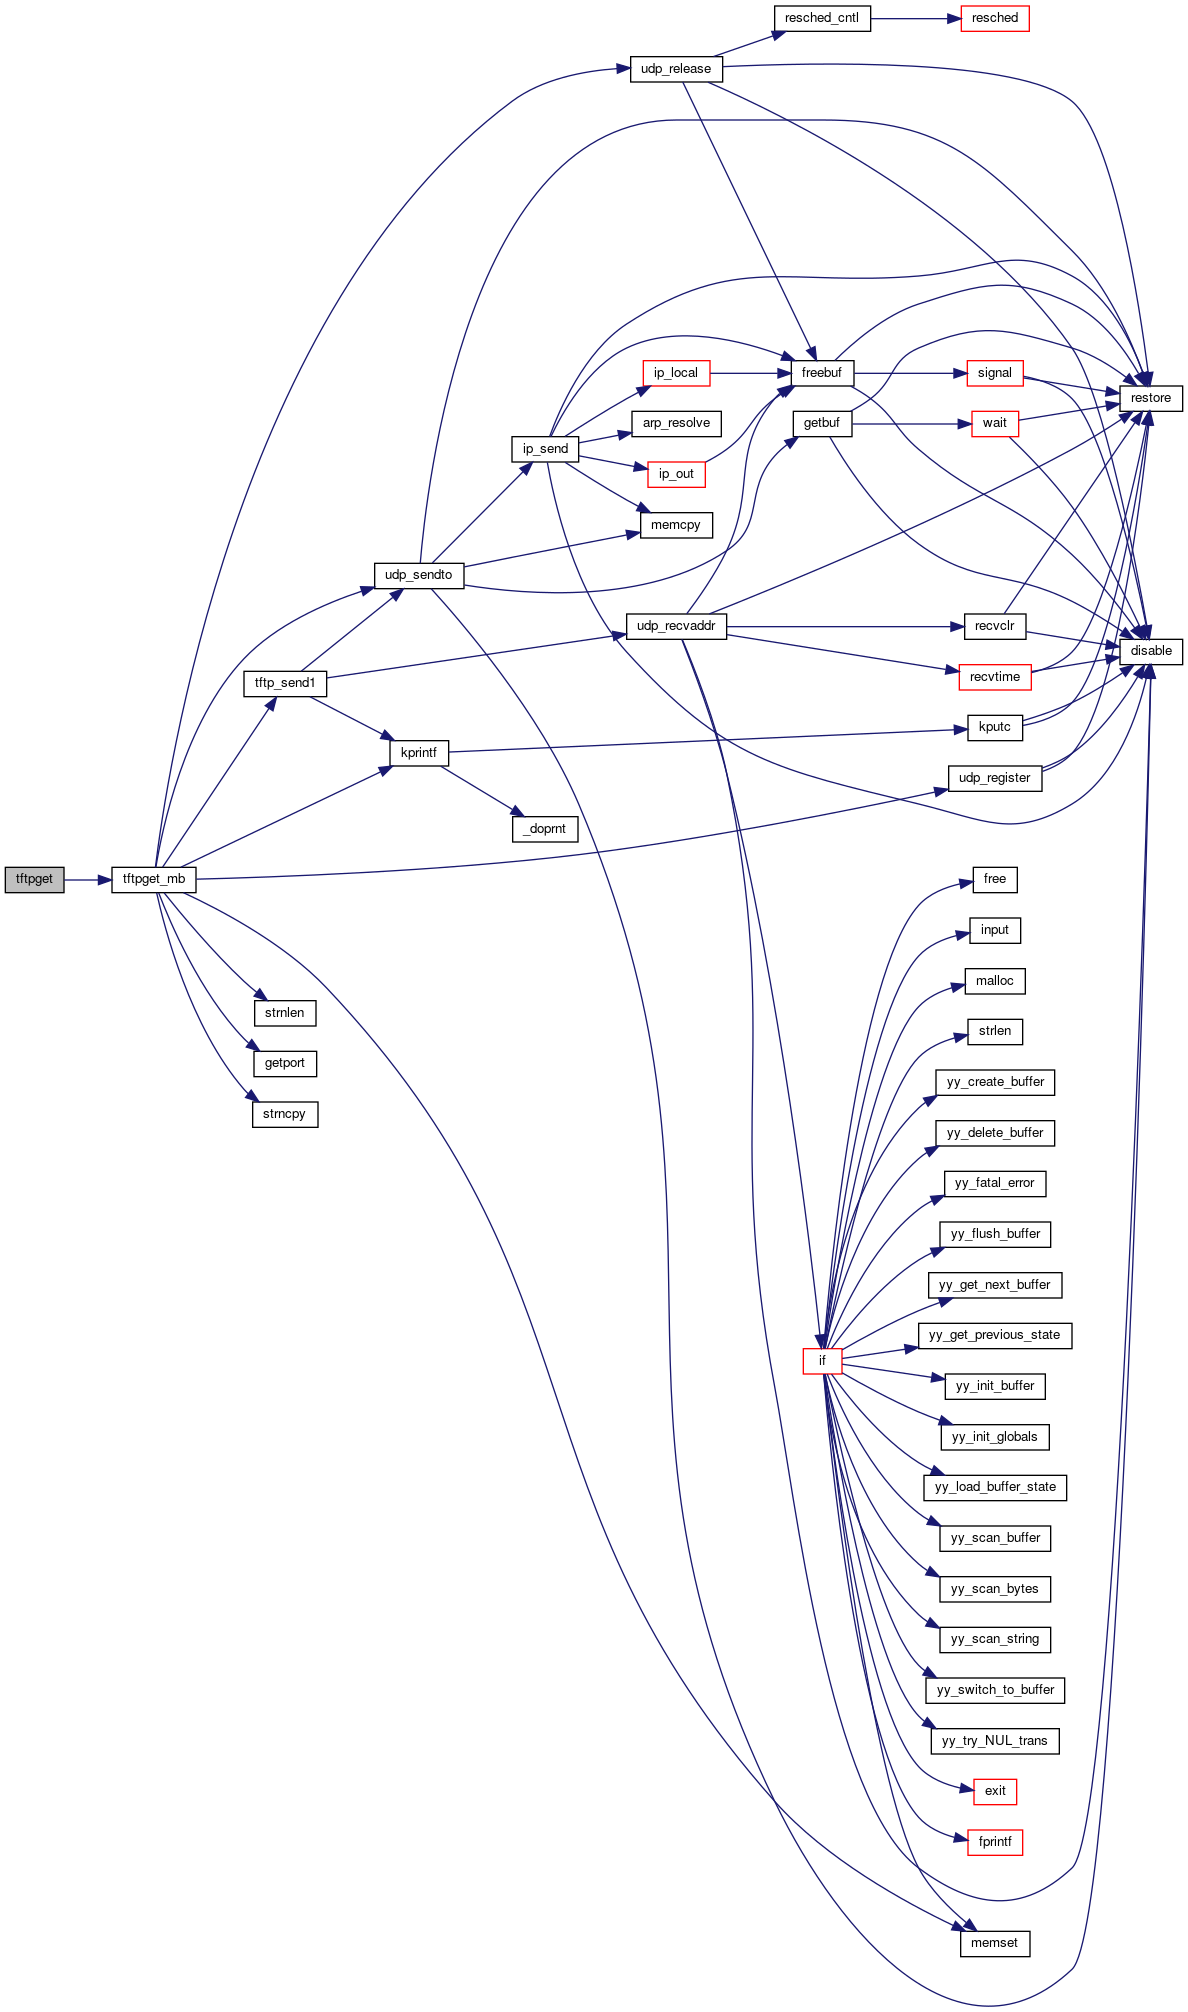 resched_cntl
resched
udp_release
ip_local
freebuf
signal
restore
arp_resolve
getbuf
wait
ip_send
ip_out
memcpy
udp_sendto
udp_recvaddr
recvclr
disable
tftp_send1
recvtime
kprintf
kputc
udp_register
_doprnt
tftpget
tftpget_mb
free
input
malloc
strnlen
strlen
getport
yy_create_buffer
strncpy
yy_delete_buffer
yy_fatal_error
yy_flush_buffer
yy_get_next_buffer
yy_get_previous_state
if
yy_init_buffer
yy_init_globals
yy_load_buffer_state
yy_scan_buffer
yy_scan_bytes
yy_scan_string
yy_switch_to_buffer
yy_try_NUL_trans
exit
fprintf
memset